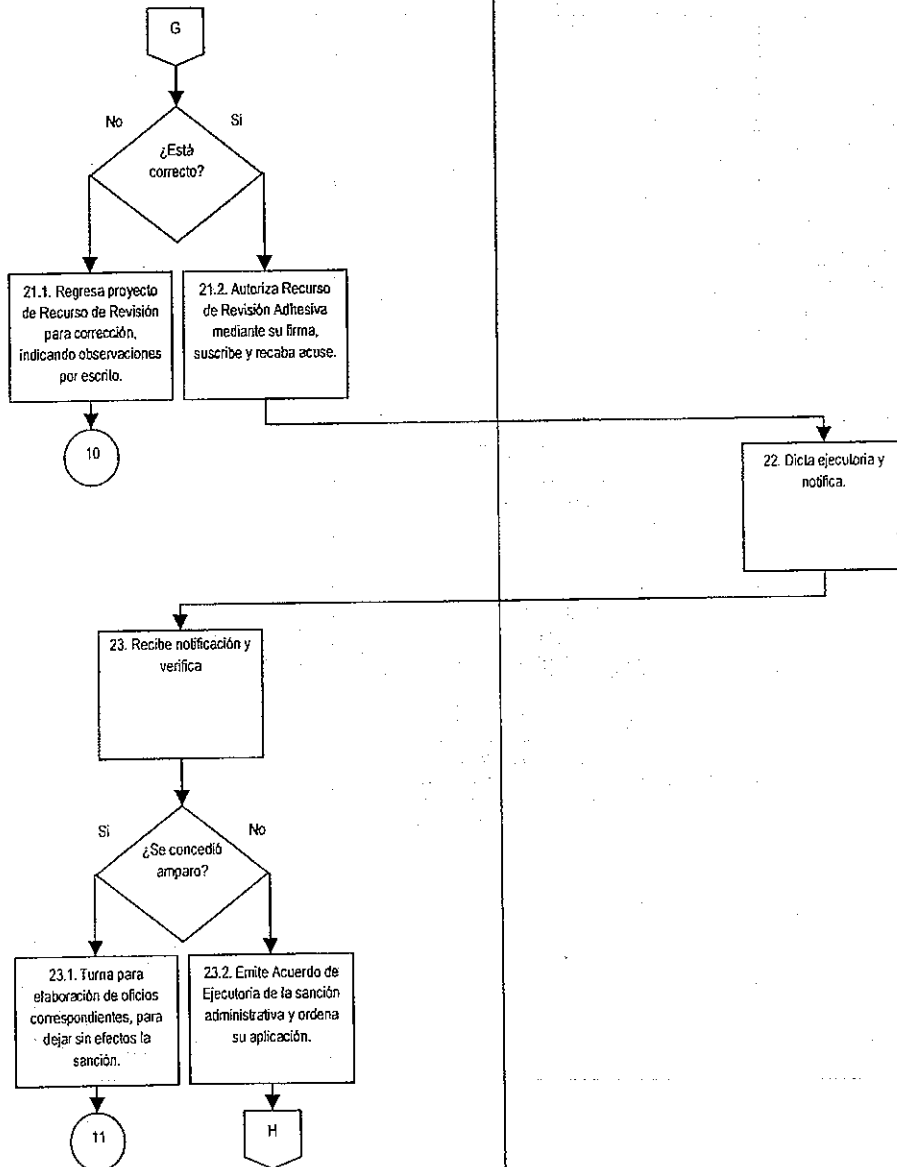 G
No
Si
¿Está
correcto?
21.1. Regresa proyecto
de Recurso de Revisión
para corrección,
indicando observaciones
por escrito.
21.2. Autoriza Recurso
de Revisión Adhesiva
mediante su firma,
suscribe y recaba acuse.
10
22. Dicta ejecutoria y
notifica.
23. Recibe notificación y
verifica
Si
No
¿Se concedió
amparo?
23.1. Turna para
elaboración de oficios
correspondientes, para
dejar sin efectos la
sanción.
23.2. Emite Acuerdo de
Ejecutoria de la sanción
administrativa y ordena
su aplicación.
11
H